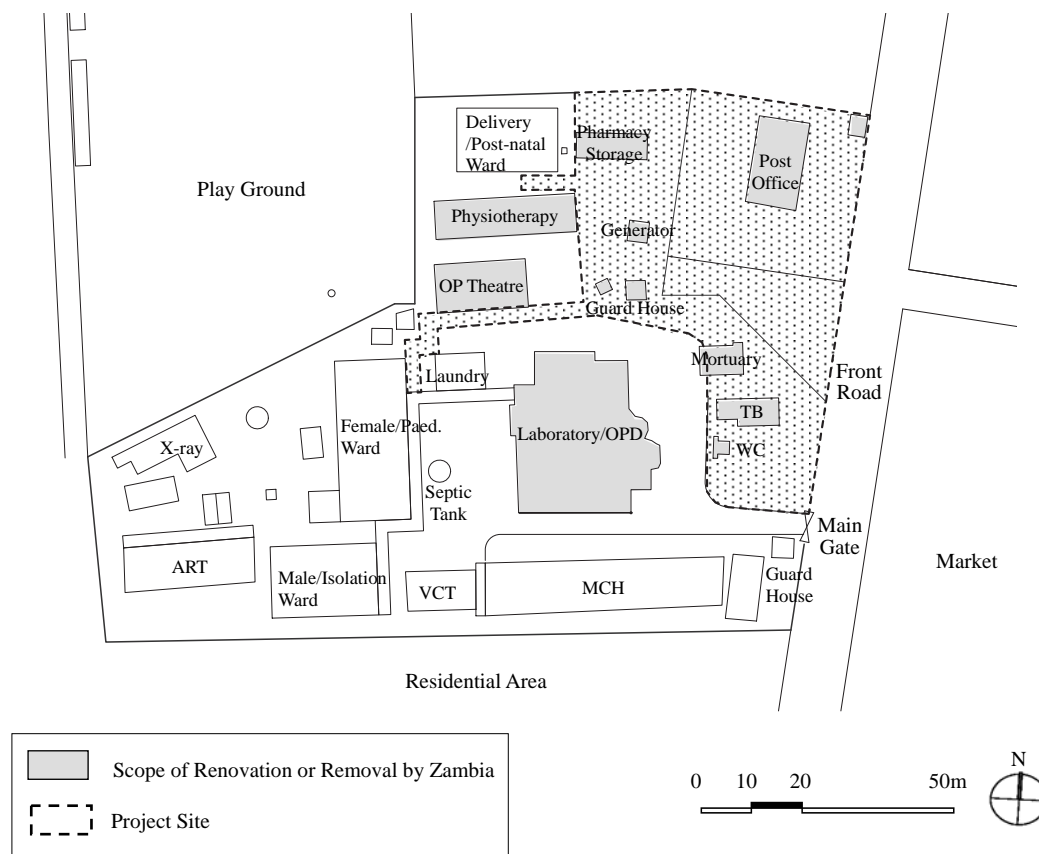 Delivery
/Post-natal
Ward
Pharmacy
Storage
Post
Office
Play Ground
Physiotherapy
Generator
OP Theatre
Guard House
Mortuary
Front
Road
Laundry
TB
Female/Paed.
Ward
Laboratory/OPD
X-ray
WC
Septic
Tank
Main
Gate
ART
Male/Isolation
Ward
VCT
MCH
Guard
House
Market
Residential Area
Scope of Renovation or Removal by Zambia
Project Site
0 10 20 50m
N